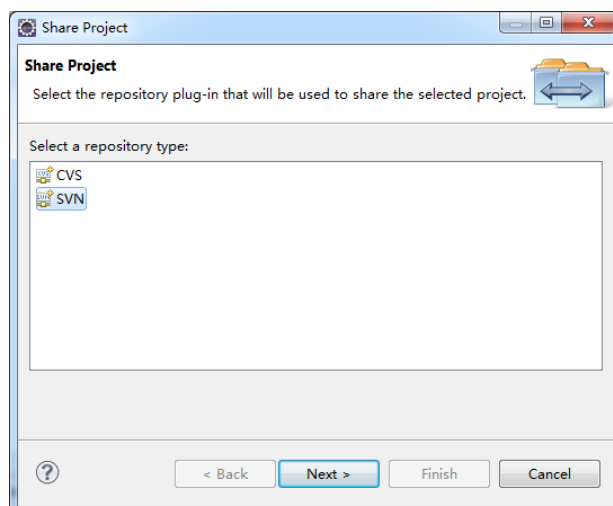 Share Project
Share Project
Select the repository plug-in that will be used to share the selected project.
Select a repository type:
CVS
SVN
?
< Back Next > Finish Cancel